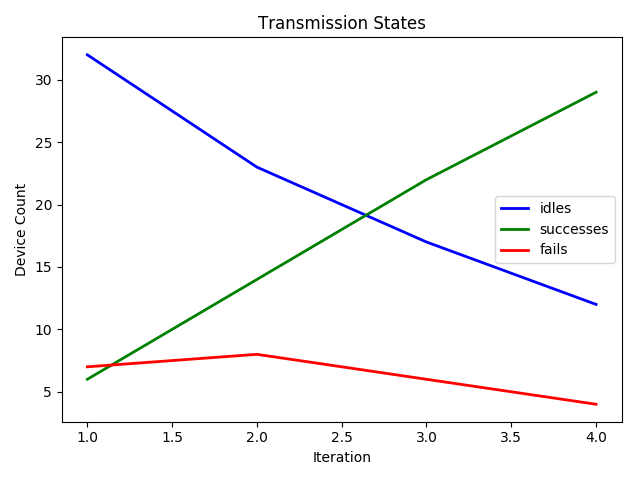 Transmission States
Device Count
30
25
20
15
10
5
idles
successes
fails
1.0 1.5 2.0 2.5 3.0 3.5 4.0
Iteration